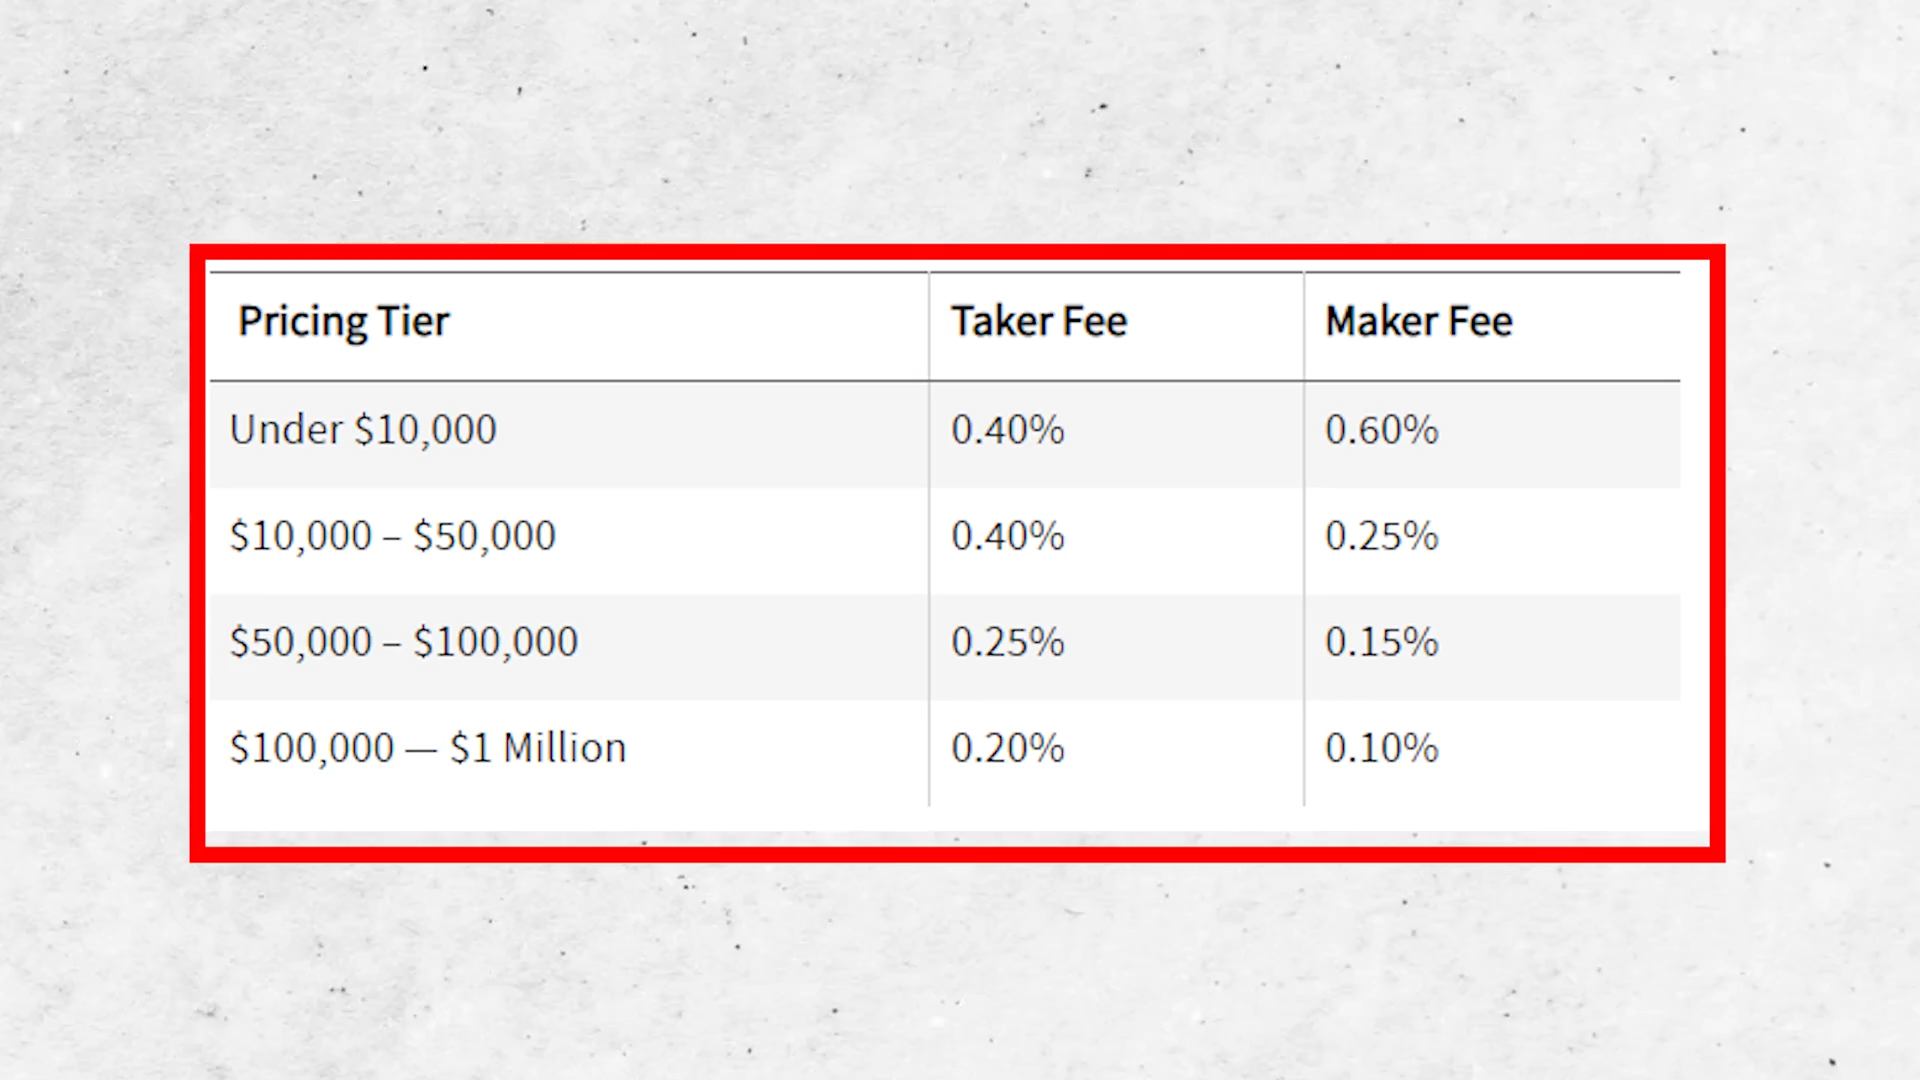 Pricing Tier Taker Fee Maker Fee
Under $10,000 0.40% 0.60%
$10,000 – $50,000 0.40% 0.25%
$50,000 – $100,000 0.25% 0.15%
$100,000 — $1 Million 0.20% 0.10%